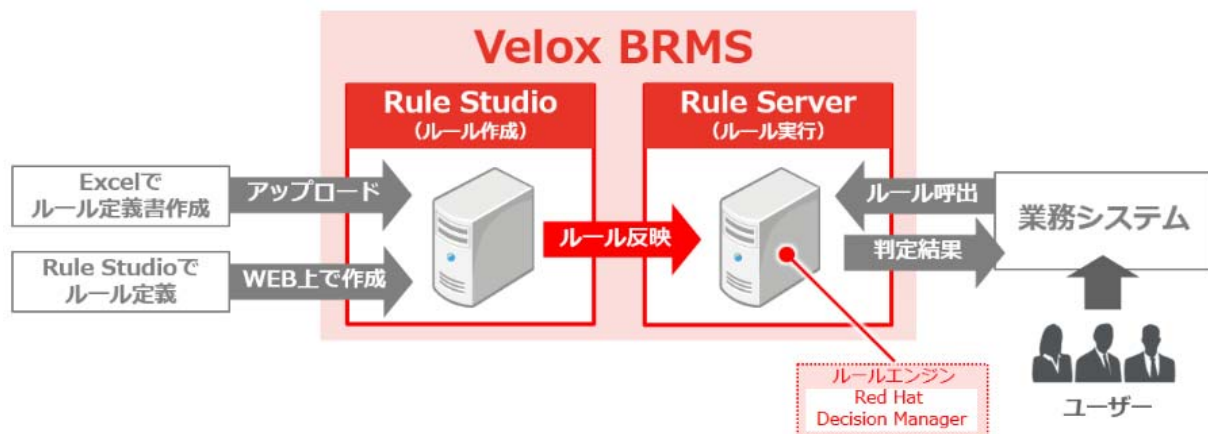 Velox BRMS
Rule Studio
（ルール作成）
Rule Server
（ルール実行）
Excelで
ルール定義書作成
アップロード
Rule Studioで
ルール定義
WEB上で作成
ルール反映
ルール呼出
判定結果
業務システム
ルールエンジン
Red Hat
Decision Manager
ユーザー